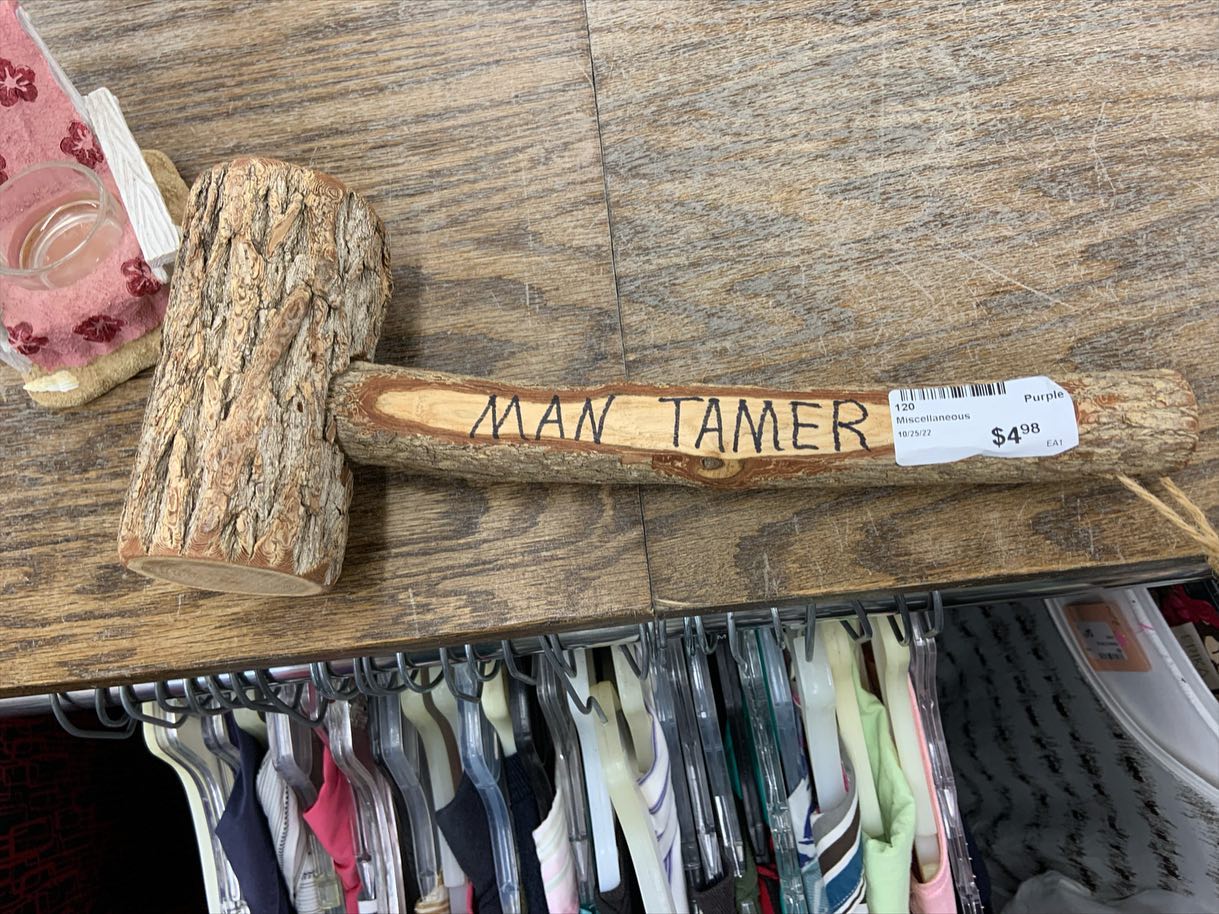 MAN TAMER
120 Purple
Miscellaneous
10/25/22
$4.98
EA1